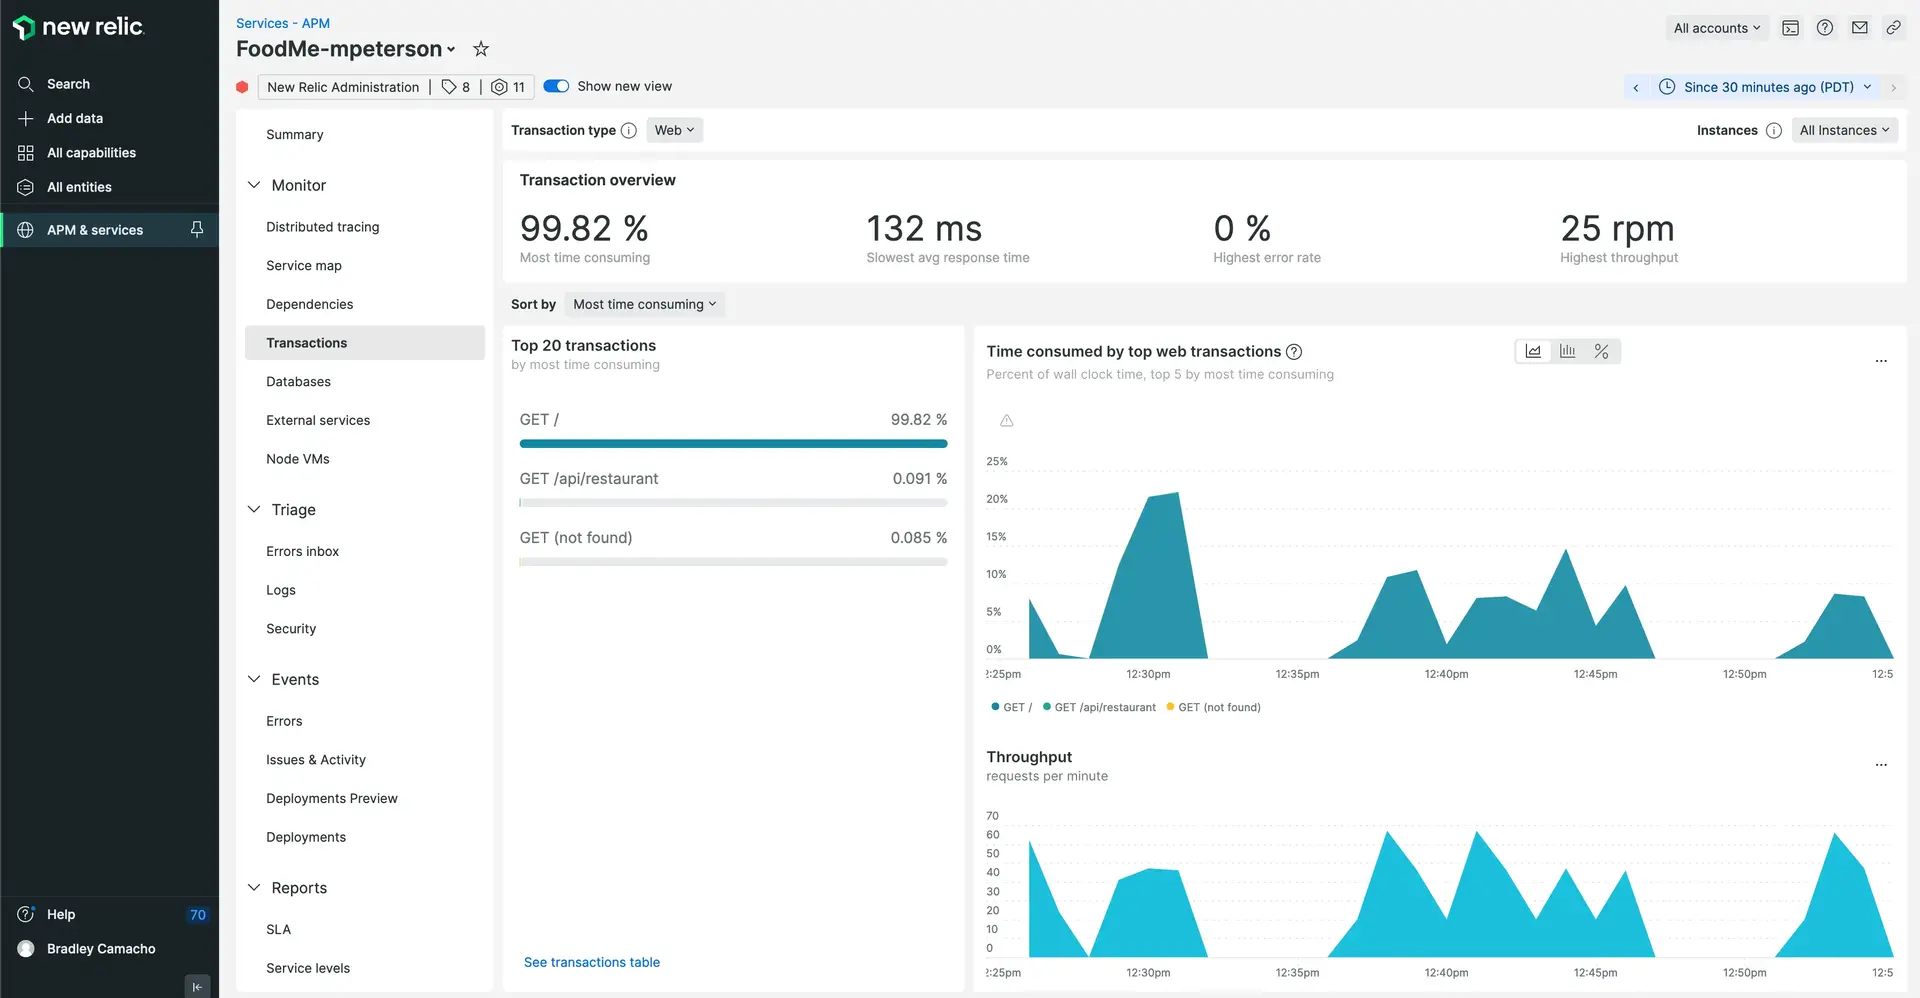 new relic
Search
Add data
All capabilities
All entities
APM & services
Help 70
Bradley Camacho
Services - APM
FoodMe-mpeterson
New Relic Administration | 8 | 11
Show new view
All accounts
Since 30 minutes ago (PDT)
Summary
Monitor
Distributed tracing
Service map
Dependencies
Transactions
Databases
External services
Node VMs
Triage
Errors inbox
Logs
Security
Events
Errors
Issues & Activity
Deployments Preview
Deployments
Reports
SLA
Service levels
Transaction type Web
Instances All Instances
Transaction overview
99.82 % 132 ms 0 % 25 rpm
Most time consuming Slowest avg response time Highest error rate Highest throughput
Sort by Most time consuming
Top 20 transactions
by most time consuming
GET / 99.82 %
GET /api/restaurant 0.091 %
GET (not found) 0.085 %
See transactions table
Time consumed by top web transactions
%
...
Percent of wall clock time, top 5 by most time consuming
25%
20%
15%
10%
5%
0%
2:25pm 12:30pm 12:35pm 12:40pm 12:45pm 12:50pm 12:5
GET / GET /api/restaurant GET (not found)
Throughput
...
requests per minute
70
60
50
40
30
20
10
0
2:25pm 12:30pm 12:35pm 12:40pm 12:45pm 12:50pm 12:5